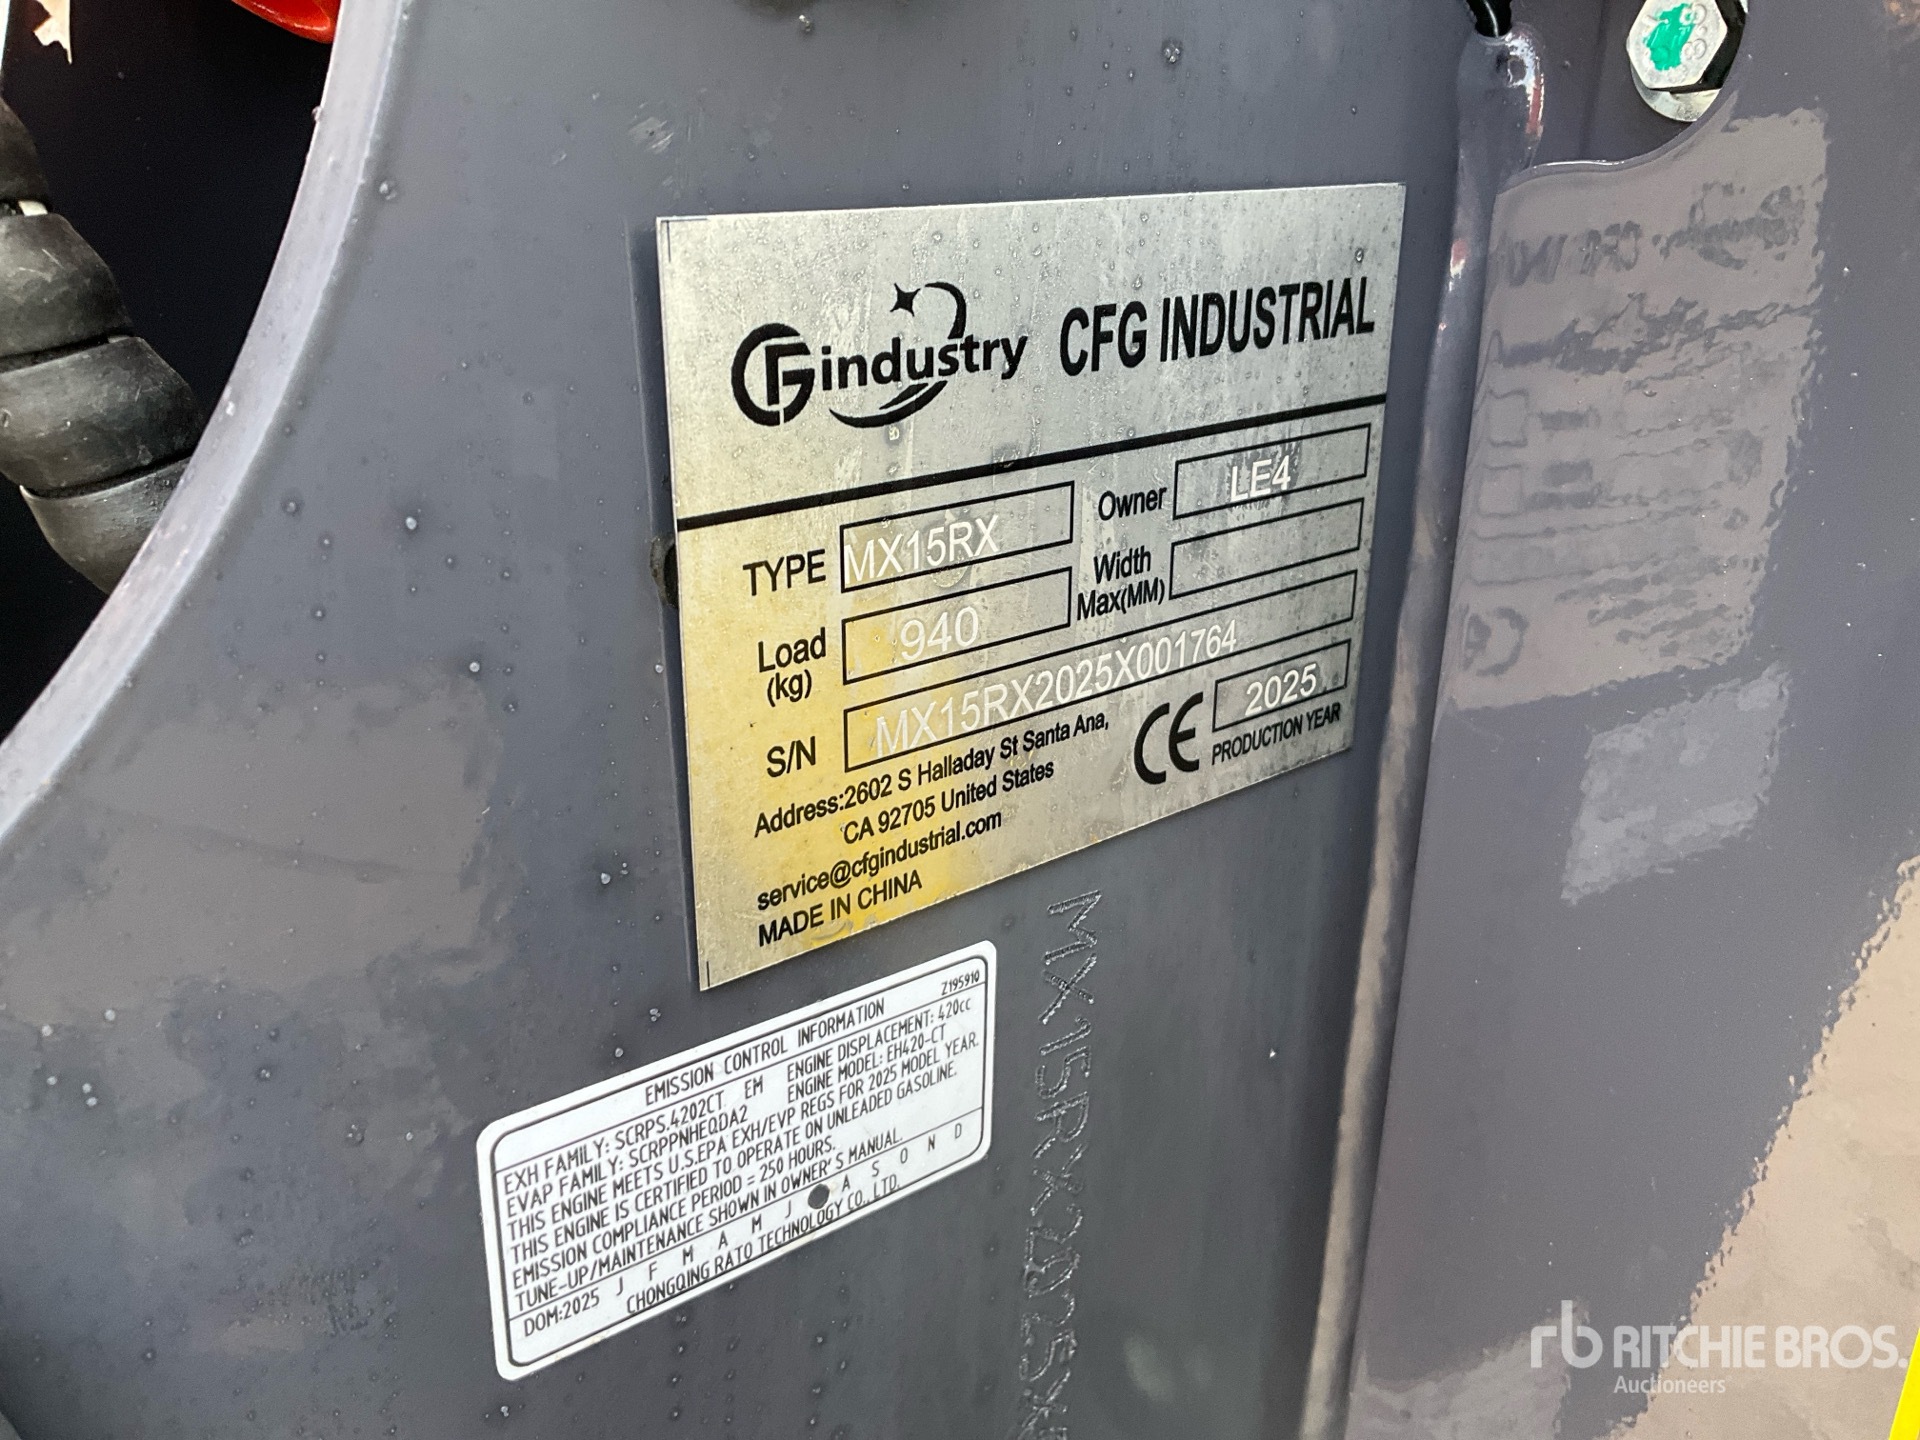 GFindustry CFG INDUSTRIAL
TYPE MX15RX Owner LE4
Load (kg) 940 Width Max(MM)
S/N MX15RX2025X001764
Address:2602 S Halladay St Santa Ana,
CA 92705 United States
CE 2025
PRODUCTION YEAR
service@cfgindustrial.com
MADE IN CHINA
MX15RX2025X
EMISSION CONTROL INFORMATION Z195910
EXH FAMILY: SCRPS.4202CT EM ENGINE DISPLACEMENT: 420cc
EVAP FAMILY: SCRPPNHEQDA2 ENGINE MODEL: EH420-CT
THIS ENGINE MEETS U.S.EPA EXH/EVP REGS FOR 2025 MODEL YEAR.
THIS ENGINE IS CERTIFIED TO OPERATE ON UNLEADED GASOLINE.
EMISSION COMPLIANCE PERIOD = 250 HOURS.
TUNE-UP/MAINTENANCE SHOWN IN OWNER'S MANUAL.
DOM:2025 J F M A M J A S O N D
CHONGQING RATO TECHNOLOGY CO.,LTD.
rb RITCHIE BROS.
Auctioneers